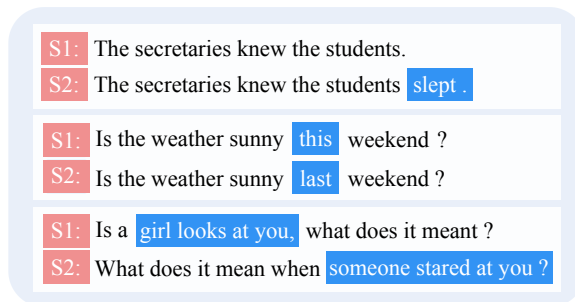 S1: The secretaries knew the students.
S2: The secretaries knew the students slept .
S1: Is the weather sunny this weekend ?
S2: Is the weather sunny last weekend ?
S1: Is a girl looks at you, what does it meant ?
S2: What does it mean when someone stared at you ?